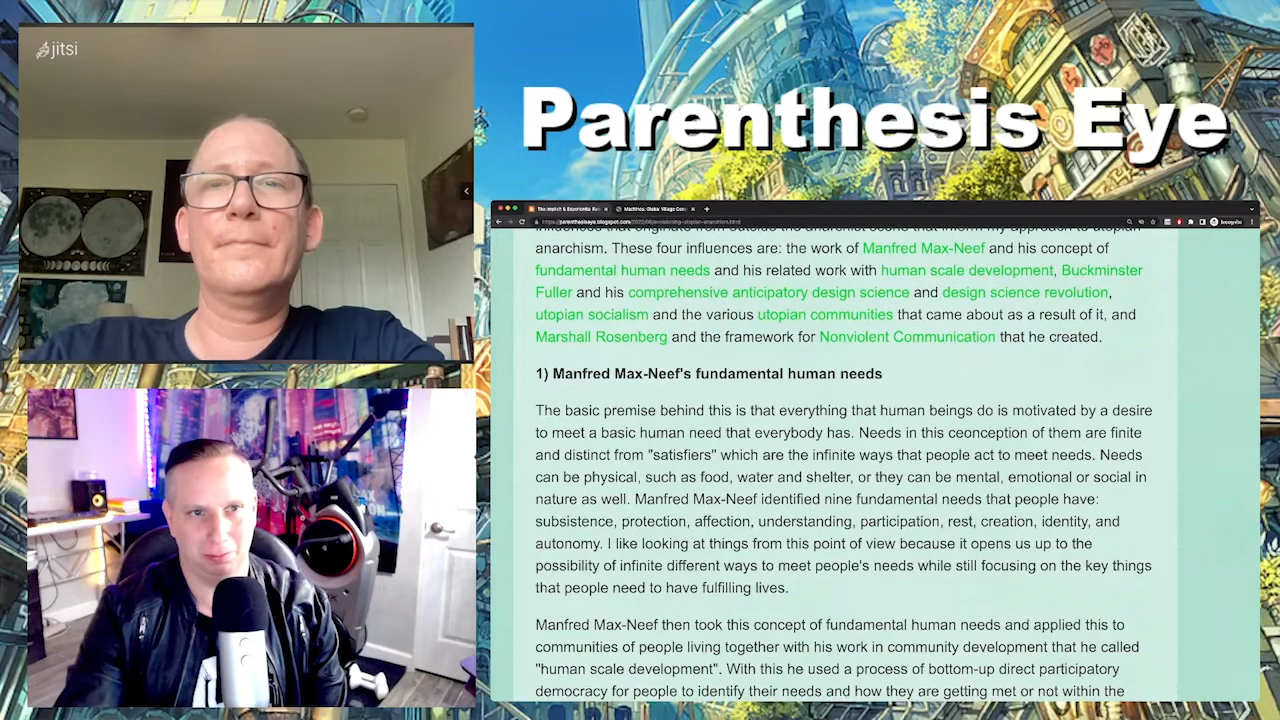 jitsi
Parenthesis Eye
anarchism. These four influences are: the work of Manfred Max-Neef and his concept of
fundamental human needs and his related work with human scale development, Buckminster
Fuller and his comprehensive anticipatory design science and design science revolution,
utopian socialism and the various utopian communities that came about as a result of it, and
Marshall Rosenberg and the framework for Nonviolent Communication that he created.
1) Manfred Max-Neef's fundamental human needs
The basic premise behind this is that everything that human beings do is motivated by a desire
to meet a basic human need that everybody has. Needs in this ceonception of them are finite
and distinct from "satisfiers" which are the infinite ways that people act to meet needs. Needs
can be physical, such as food, water and shelter, or they can be mental, emotional or social in
nature as well. Manfred Max-Neef identified nine fundamental needs that people have:
subsistence, protection, affection, understanding, participation, rest, creation, identity, and
autonomy. I like looking at things from this point of view because it opens us up to the
possibility of infinite different ways to meet people's needs while still focusing on the key things
that people need to have fulfilling lives.
Manfred Max-Neef then took this concept of fundamental human needs and applied this to
communities of people living together with his work in community development that he called
"human scale development". With this he used a process of bottom-up direct participatory
democracy for people to identify their needs and how they are getting met or not within the